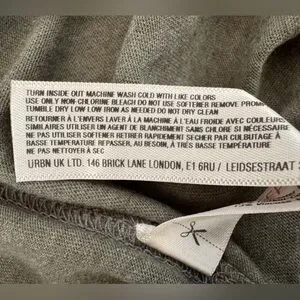 TURN INSIDE OUT MACHINE WASH COLD WITH LIKE COLORS
USE ONLY NON-CHLORINE BLEACH DO NOT USE SOFTENER REMOVE PROM
TUMBLE DRY LOW LOW IRON AS NEEDED DO NOT DRY CLEAN
RETOURNER À L'ENVERS LAVER À LA MACHINE À L'EAU FROIDE AVEC COULEURS
SIMILAIRES UTILISER UN AGENT DE BLANCHIMENT SANS CHLORE SI NÉCESSAIRE
NE PAS UTILISER ASSOUPLISSANT RETIREZ RAPIDEMENT SÉCHER PAR CULBUTAGE À
BASSE TEMPÉRATURE REPASSER, AU BESOIN, À TRÈS BASSE TEMPÉRATURE
NE PAS NETTOYER À SEC
URBN UK LTD. 146 BRICK LANE LONDON, E1 6RU / LEIDSESTRAAT